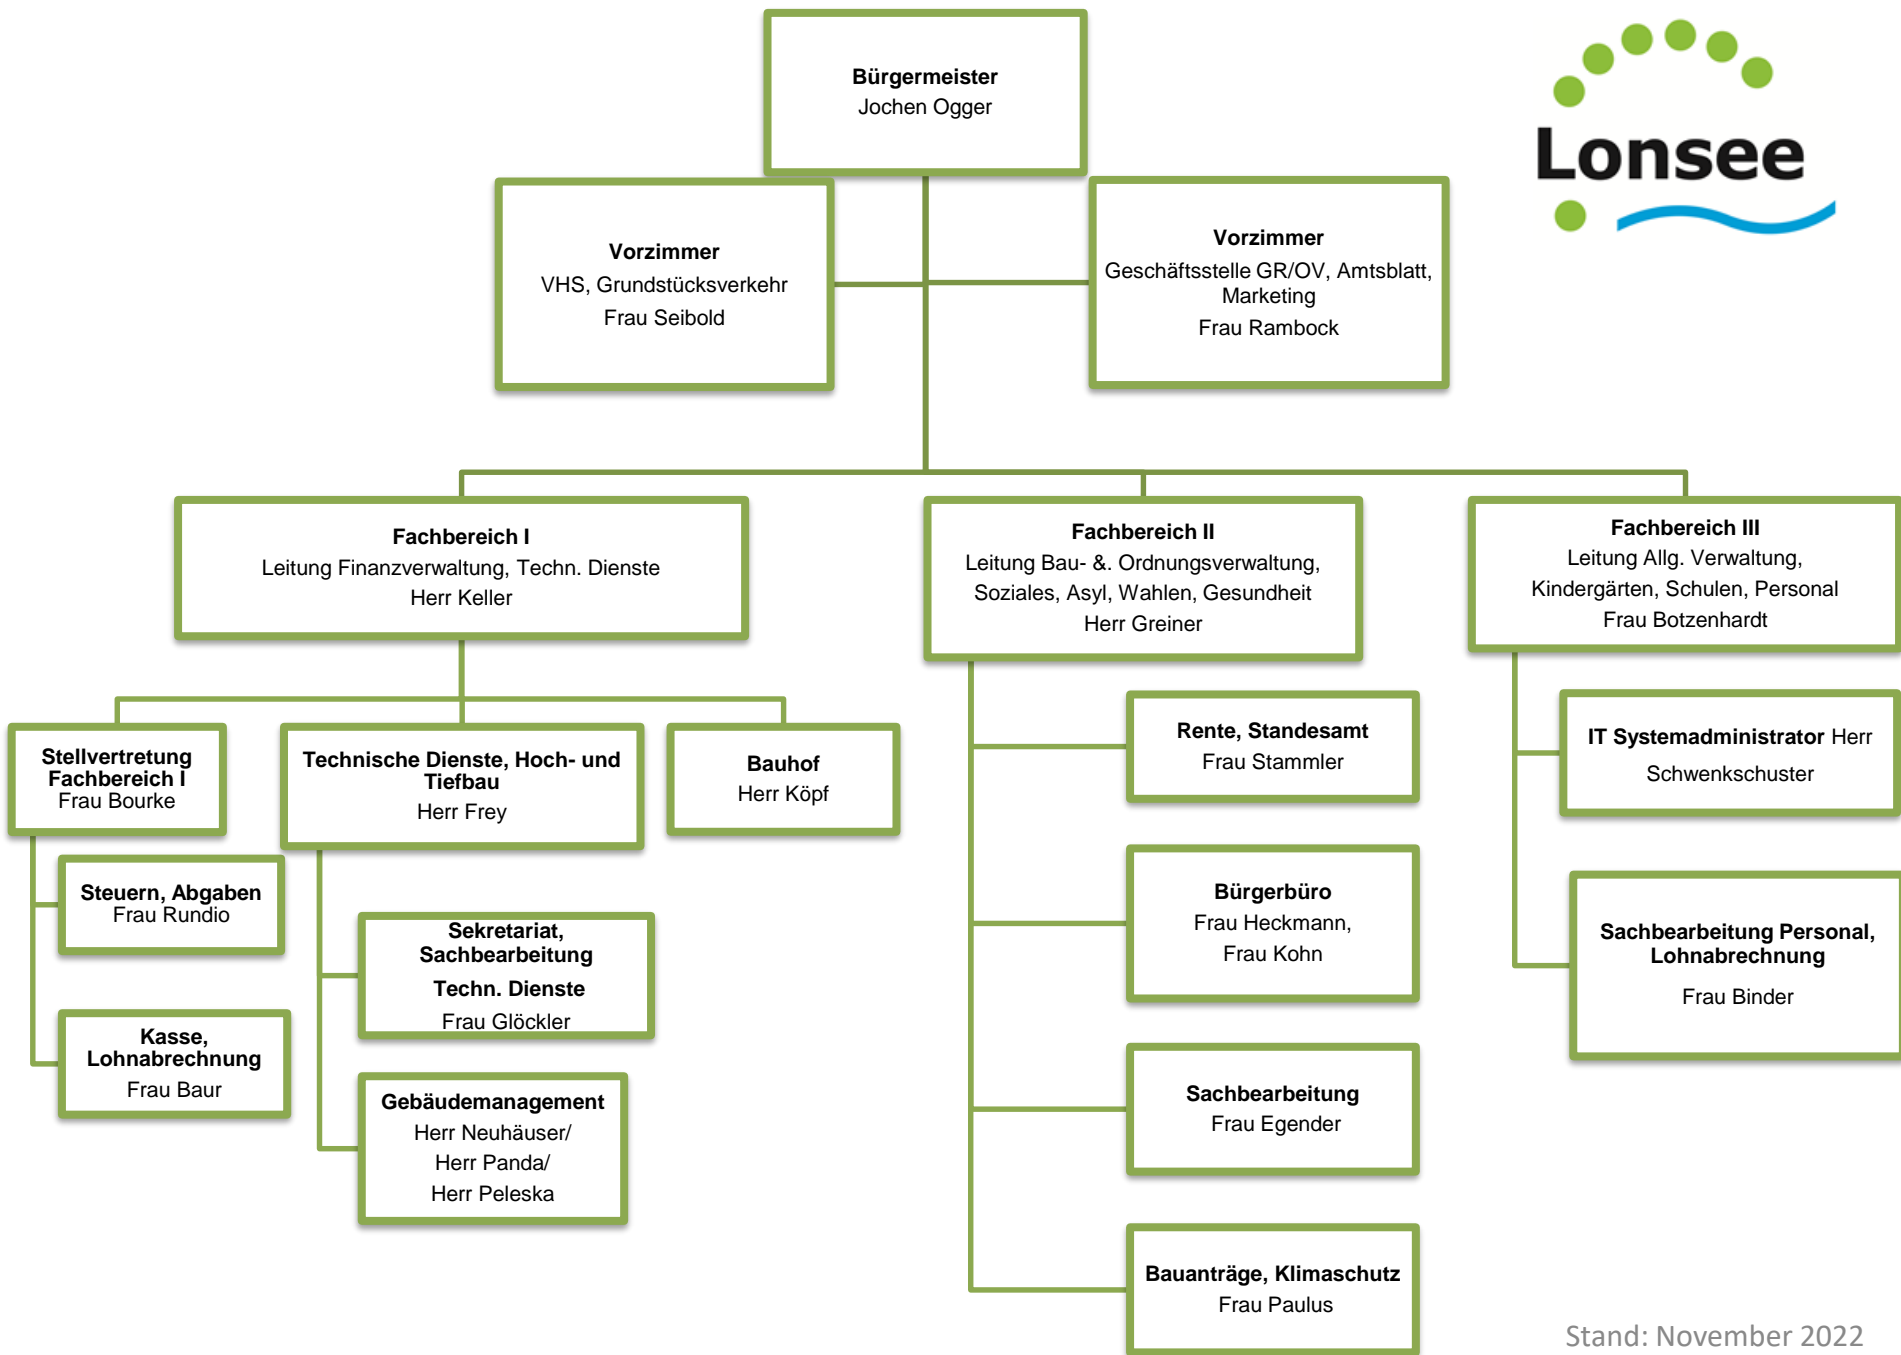 Bürgermeister
Jochen Ogger
Lonsee
Vorzimmer
VHS, Grundstücksverkehr
Frau Seibold
Vorzimmer
Geschäftsstelle GR/OV, Amtsblatt,
Marketing
Frau Rambock
Fachbereich I
Leitung Finanzverwaltung, Techn. Dienste
Herr Keller
Fachbereich II
Leitung Bau- &. Ordnungsverwaltung,
Soziales, Asyl, Wahlen, Gesundheit
Herr Greiner
Fachbereich III
Leitung Allg. Verwaltung,
Kindergärten, Schulen, Personal
Frau Botzenhardt
Stellvertretung
Fachbereich I
Frau Bourke
Technische Dienste, Hoch- und
Tiefbau
Herr Frey
Bauhof
Herr Köpf
Steuern, Abgaben
Frau Rundio
Kasse,
Lohnabrechnung
Frau Baur
Sekretariat,
Sachbearbeitung
Techn. Dienste
Frau Glöckler
Gebäudemanagement
Herr Neuhäuser/
Herr Panda/
Herr Peleska
Rente, Standesamt
Frau Stammler
Bürgerbüro
Frau Heckmann,
Frau Kohn
Sachbearbeitung
Frau Egender
Bauanträge, Klimaschutz
Frau Paulus
IT Systemadministrator Herr
Schwenkschuster
Sachbearbeitung Personal,
Lohnabrechnung
Frau Binder
Stand: November 2022